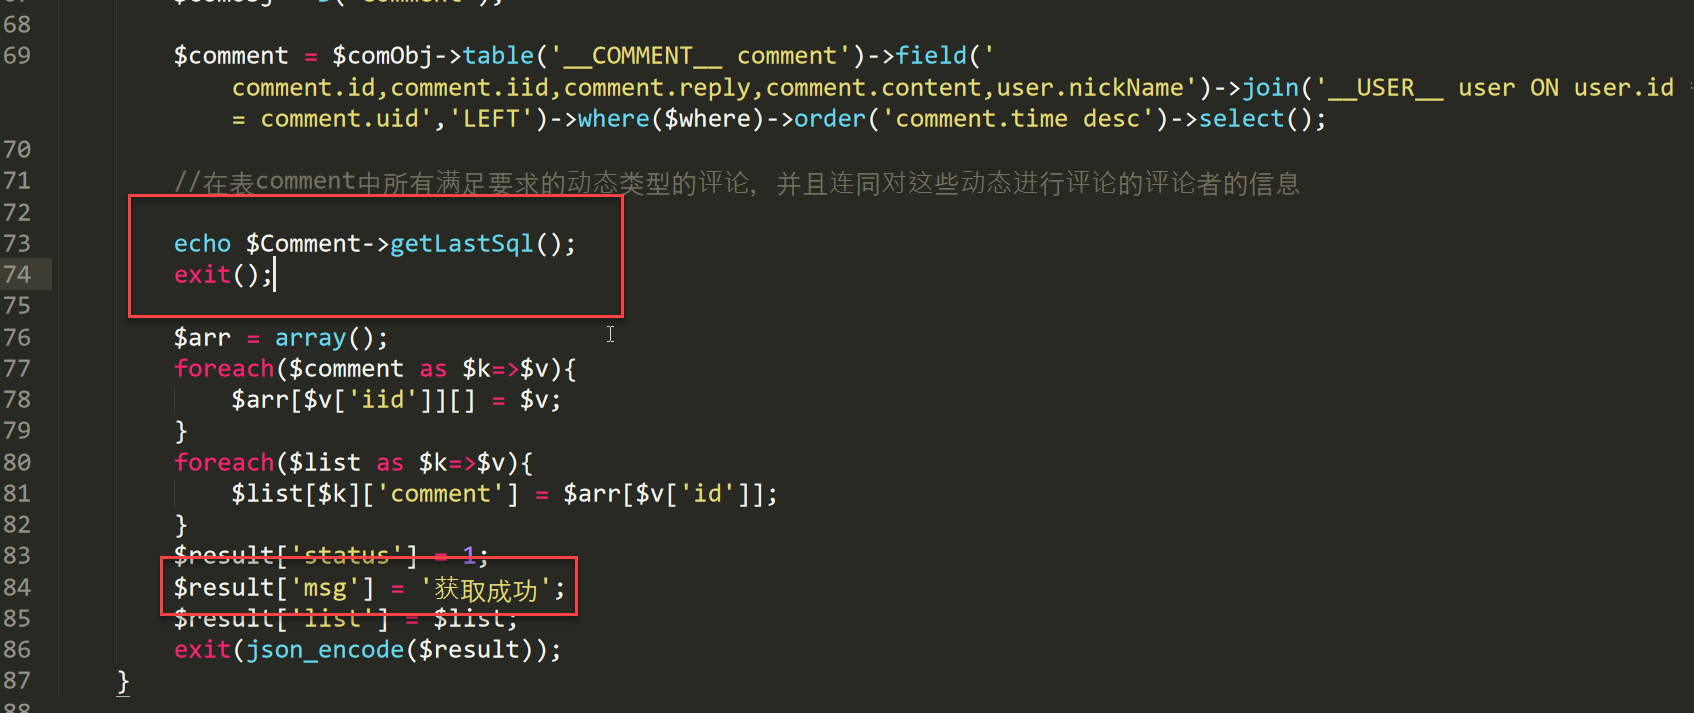 68
69 $comment = $comObj->table('__COMMENT__ comment')->field('
comment.id,comment.iid,comment.reply,comment.content,user.nickName')->join('__USER__ user ON user.id
= comment.uid','LEFT')->where($where)->order('comment.time desc')->select();
70
71 //在表comment中所有满足要求的动态类型的评论，并且连同对这些动态进行评论的评论者的信息
72
73 echo $Comment->getLastSql();
74 exit();
75
76 $arr = array();
77 foreach($comment as $k=>$v){
78 $arr[$v['iid']][] = $v;
79 }
80 foreach($list as $k=>$v){
81 $list[$k]['comment'] = $arr[$v['id']];
82 }
83 $result['status'] = 1;
84 $result['msg'] = '获取成功';
85 $result['list'] = $list;
86 exit(json_encode($result));
87 }
88